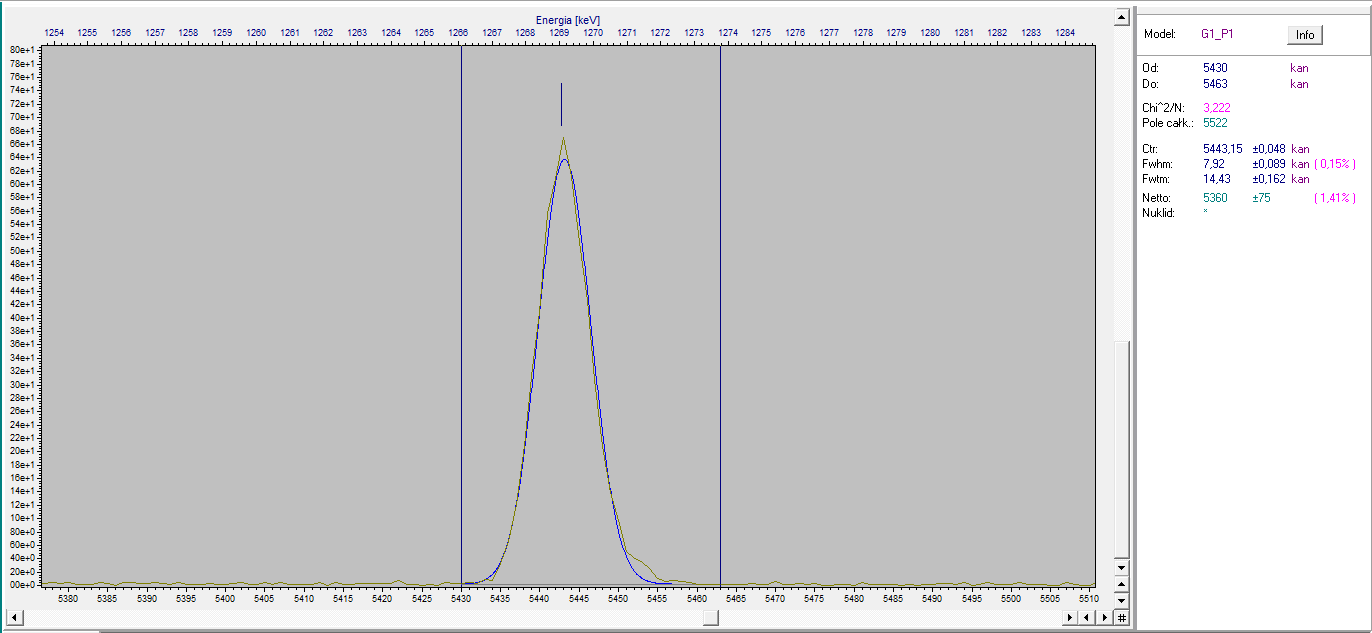 Energia [keV]
1254 1255 1256 1257 1258 1259 1260 1261 1262 1263 1264 1265 1266 1267 1268 1269 1270 1271 1272 1273 1274 1275 1276 1277 1278 1279 1280 1281 1282 1283 1284
80e+1
78e+1
76e+1
74e+1
72e+1
70e+1
68e+1
66e+1
64e+1
62e+1
60e+1
58e+1
56e+1
54e+1
52e+1
50e+1
48e+1
46e+1
44e+1
42e+1
40e+1
38e+1
36e+1
34e+1
32e+1
30e+1
28e+1
26e+1
24e+1
22e+1
20e+1
18e+1
16e+1
14e+1
12e+1
10e+1
80e+0
60e+0
40e+0
20e+0
00e+0
5380 5385 5390 5395 5400 5405 5410 5415 5420 5425 5430 5435 5440 5445 5450 5455 5460 5465 5470 5475 5480 5485 5490 5495 5500 5505 5510
#
Model: G1_P1 Info
Od: 5430 kan
Do: 5463 kan
Chi^2/N: 3,222
Pole całk.: 5522
Ctr: 5443,15 ±0,048 kan
Fwhm: 7,92 ±0,089 kan ( 0,15% )
Fwtm: 14,43 ±0,162 kan
Netto: 5360 ±75 ( 1,41% )
Nuklid: *